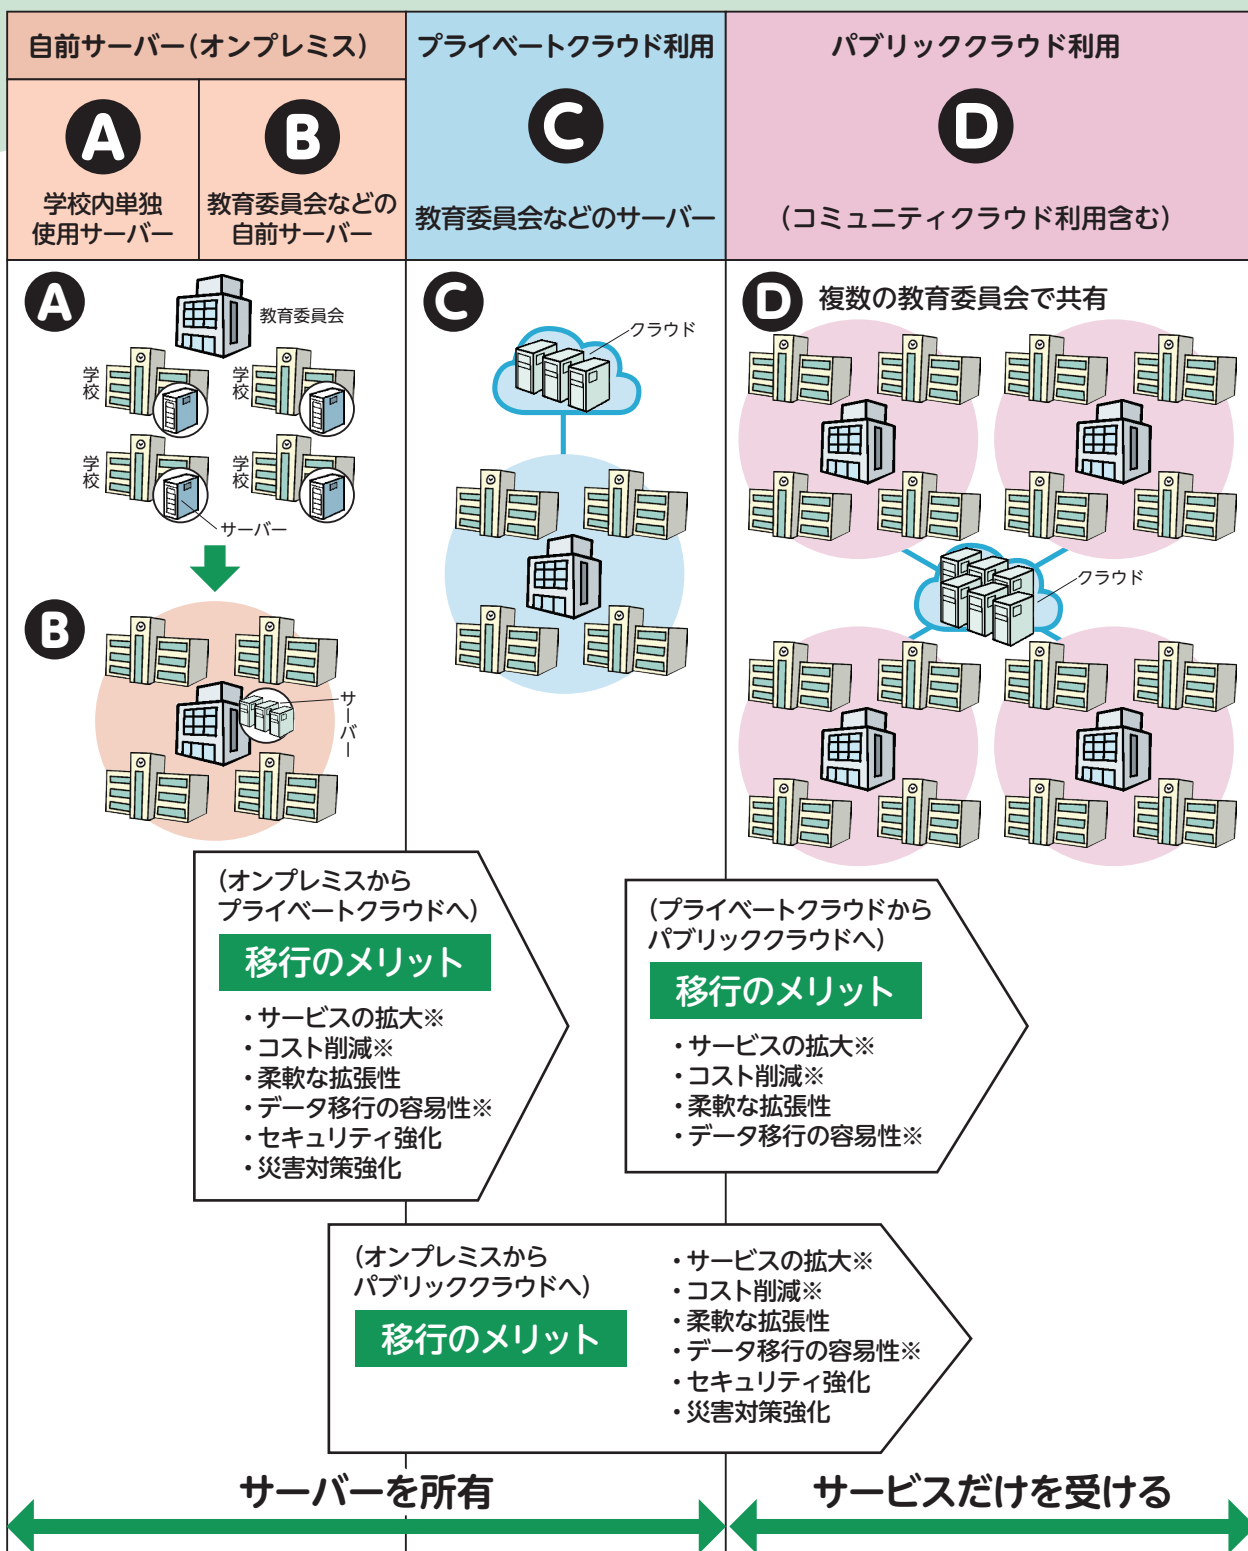 自前サーバー(オンプレミス)
プライベートクラウド利用
パブリッククラウド利用
A
学校内単独
使用サーバー
B
教育委員会などの
自前サーバー
C
教育委員会などのサーバー
D
(コミュニティクラウド利用含む)
A
教育委員会
学校
学校
学校
学校
サーバー
B
サーバー
C
クラウド
D
複数の教育委員会で共有
クラウド
(オンプレミスから
プライベートクラウドへ)
移行のメリット
・サービスの拡大※
・コスト削減※
・柔軟な拡張性
・データ移行の容易性※
・セキュリティ強化
・災害対策強化
(プライベートクラウドから
パブリッククラウドへ)
移行のメリット
・サービスの拡大※
・コスト削減※
・柔軟な拡張性
・データ移行の容易性※
(オンプレミスから
パブリッククラウドへ)
移行のメリット
・サービスの拡大※
・コスト削減※
・柔軟な拡張性
・データ移行の容易性※
・セキュリティ強化
・災害対策強化
サーバーを所有
サービスだけを受ける